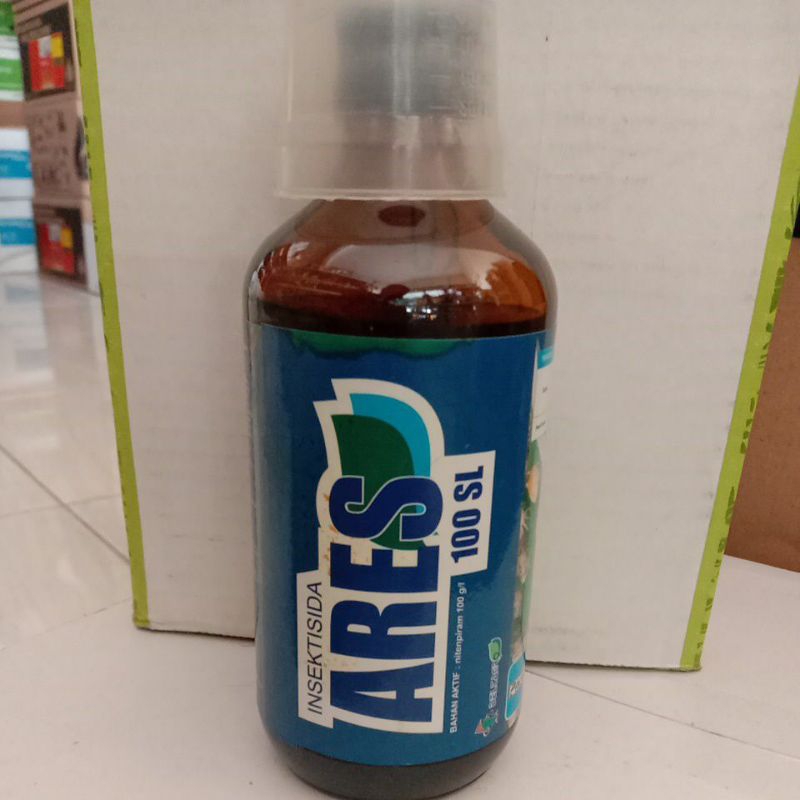 INSEKTISIDA
ARES
100 SL
BAHAN AKTIF : nitenpiram 100 g/l